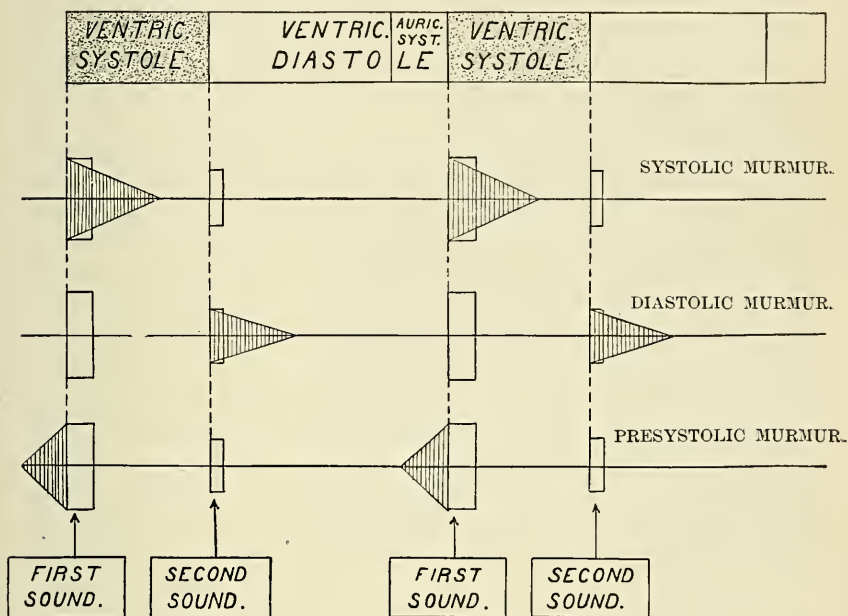 VENTRIC.
SYSTOLE
VENTRIC.
DIASTO
AURIC.
SYST.
LE
VENTRIC.
SYSTOLE
SYSTOLIC MURMUR.
DIASTOLIC MURMUR.
PRESYSTOLIC MURMUR.
FIRST
SOUND.
SECOND
SOUND.
FIRST
SOUND.
SECOND
SOUND.